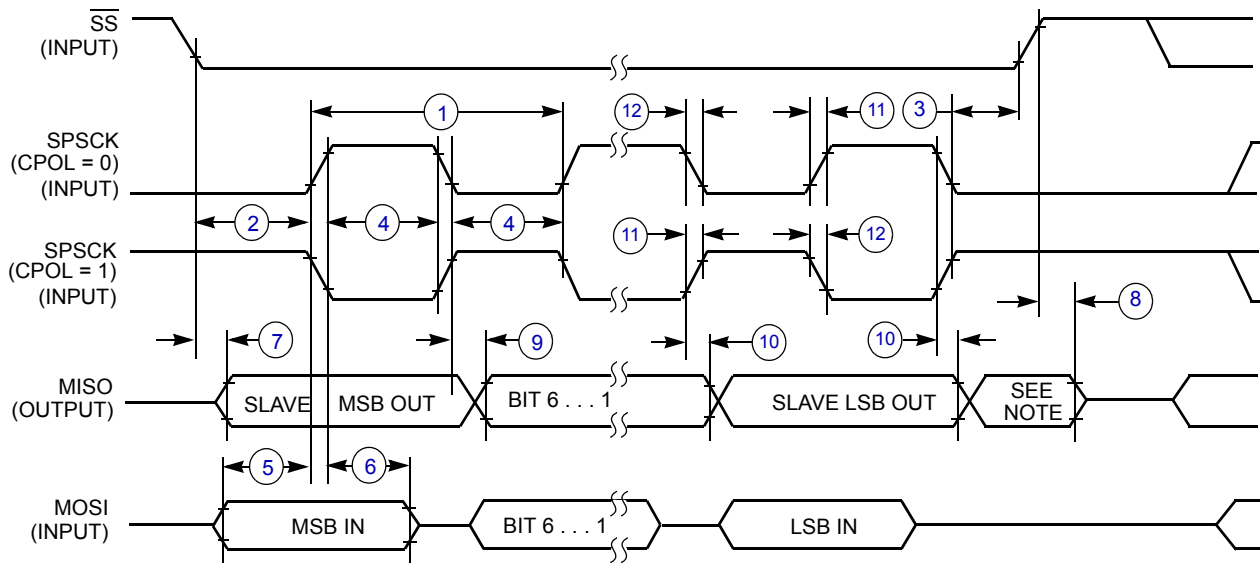 SS
(INPUT)
1
12
11
3
SPSCK
(CPOL = 0)
(INPUT)
2
4
4
SPSCK
(CPOL = 1)
(INPUT)
11
12
7
9
10
10
8
MISO
(OUTPUT)
SLAVE MSB OUT
BIT 6 . . . 1
SLAVE LSB OUT
SEE
NOTE
5
6
MOSI
(INPUT)
MSB IN
BIT 6 . . . 1
LSB IN